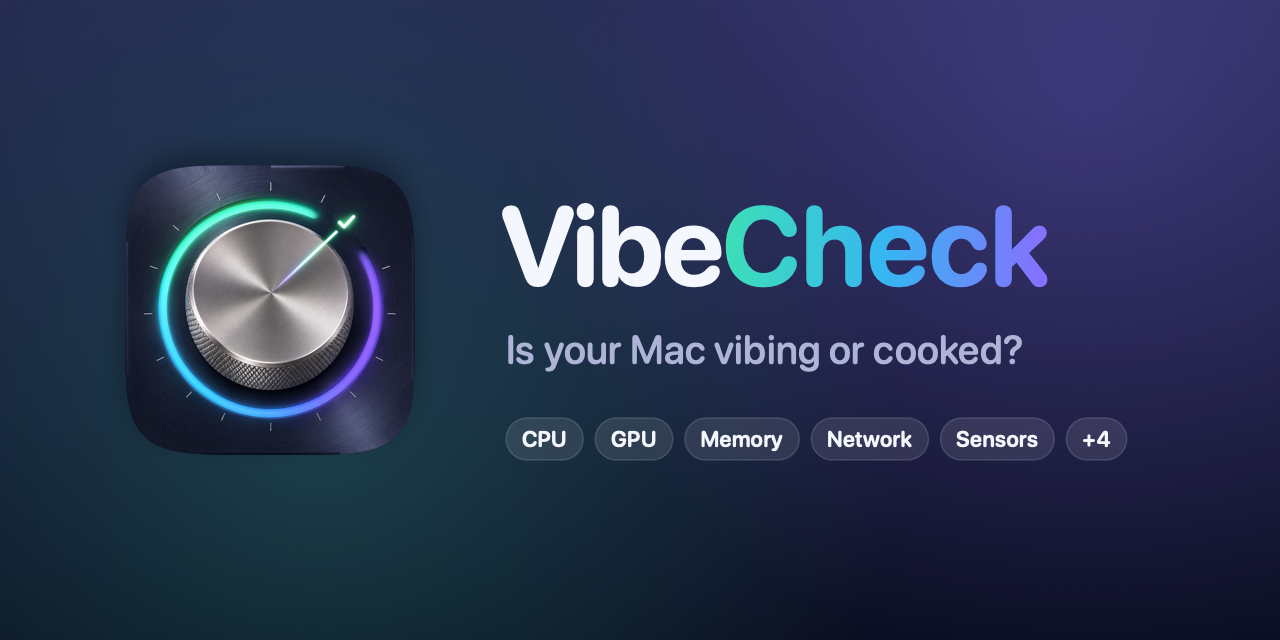 VibeCheck
Is your Mac vibing or cooked?
CPU GPU Memory Network Sensors +4